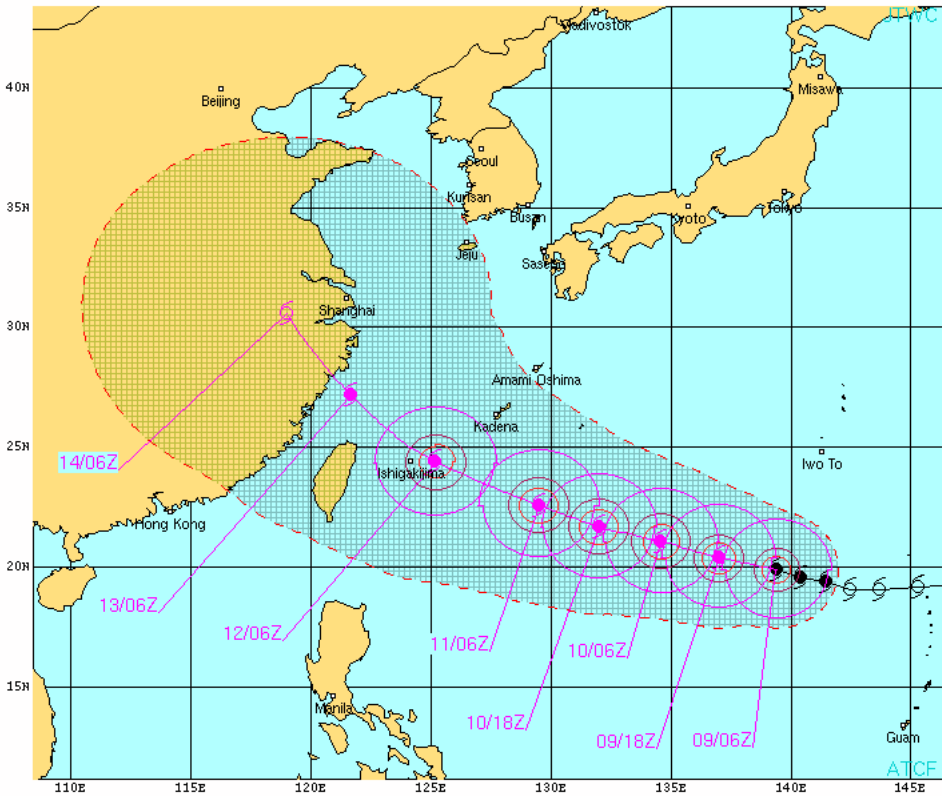 JTWC
Vladivostok
40N
Beijing
Misawa
Seoul
Kunsan
35N
Busan
Kyoto
Tokyo
Jeju
Sasebo
Shanghai
30N
Amami Oshima
Kadena
25N
14/06Z
Ishigakijima
Iwo To
Hong Kong
20N
13/06Z
12/06Z
11/06Z
10/06Z
15N
Manila
10/18Z
09/18Z
09/06Z
Guam
ATCF
110E
115E
120E
125E
130E
135E
140E
145E